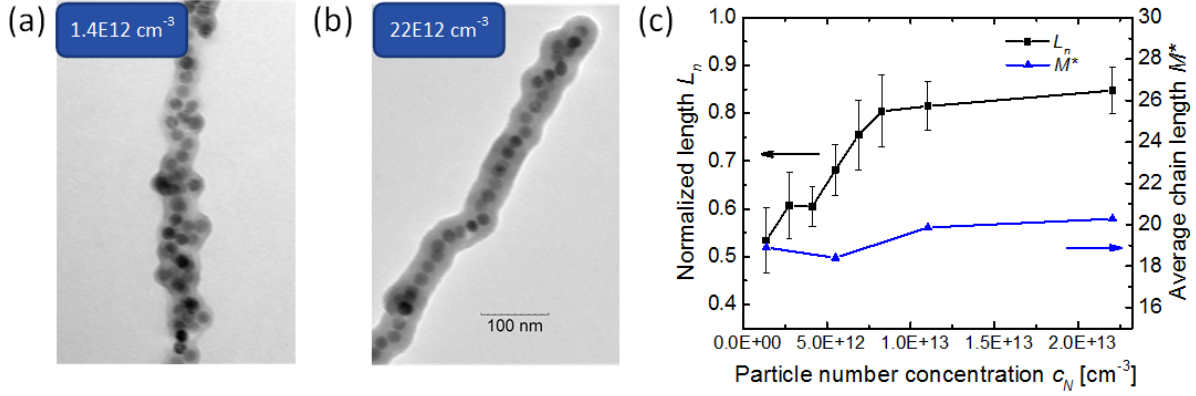 (a)
1.4E12 cm-3
(b)
22E12 cm-3
100 nm
(c)
Normalized length Ln
1.0
0.9
0.8
0.7
0.6
0.5
0.4
Ln
M*
30
28
26
24
22
20
18
16
Average chain length M*
0.0E+00 5.0E+12 1.0E+13 1.5E+13 2.0E+13
Particle number concentration cN [cm-3]